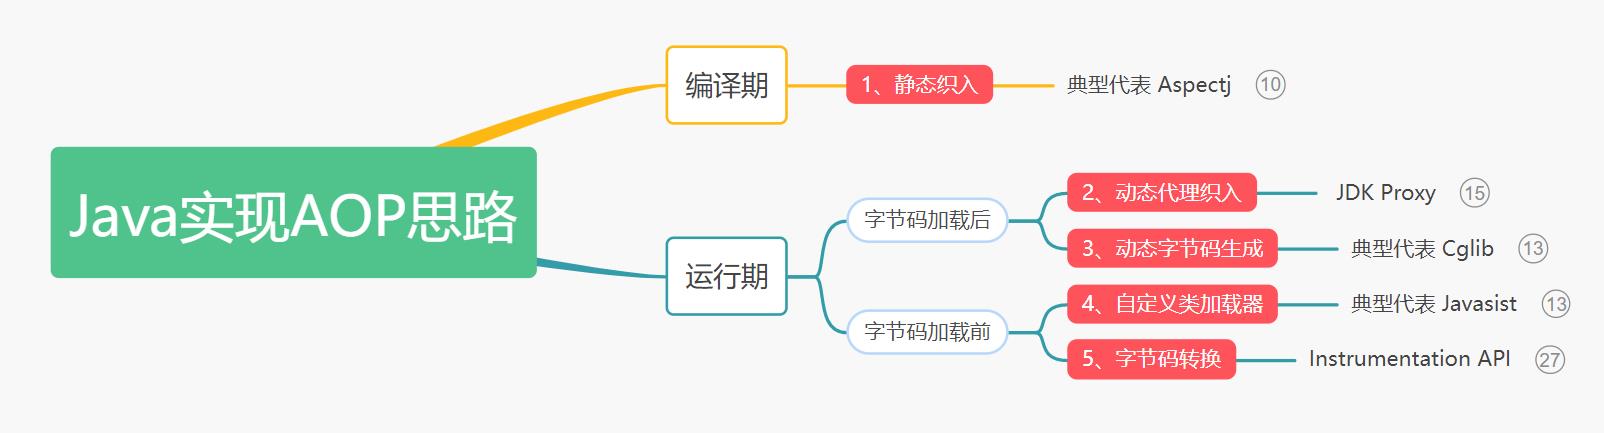 Java实现AOP思路
编译期
1、静态织入
典型代表 Aspectj
10
运行期
字节码加载后
2、动态代理织入
JDK Proxy
15
3、动态字节码生成
典型代表 Cglib
13
字节码加载前
4、自定义类加载器
典型代表 Javasist
13
5、字节码转换
Instrumentation API
27